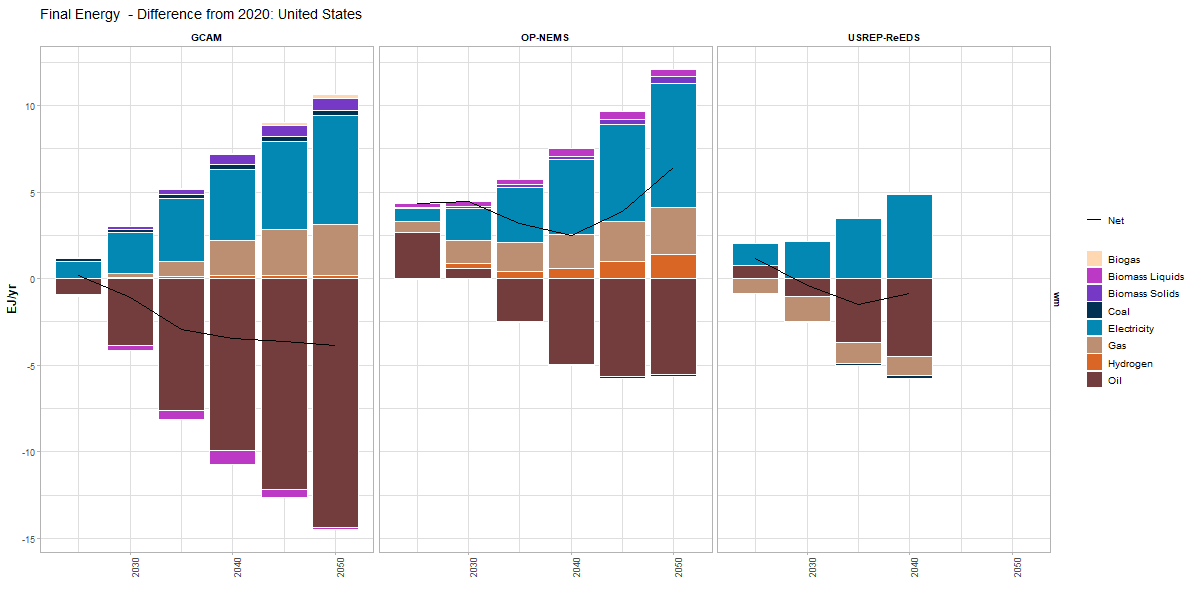 Final Energy  - Difference from 2020: United States
GCAM
OP-NEMS
USREP-ReEDS
EJ/yr
10
5
0
-5
-10
-15
2030
2040
2050
2030
2040
2050
2030
2040
2050
wm
Net
Biogas
Biomass Liquids
Biomass Solids
Coal
Electricity
Gas
Hydrogen
Oil